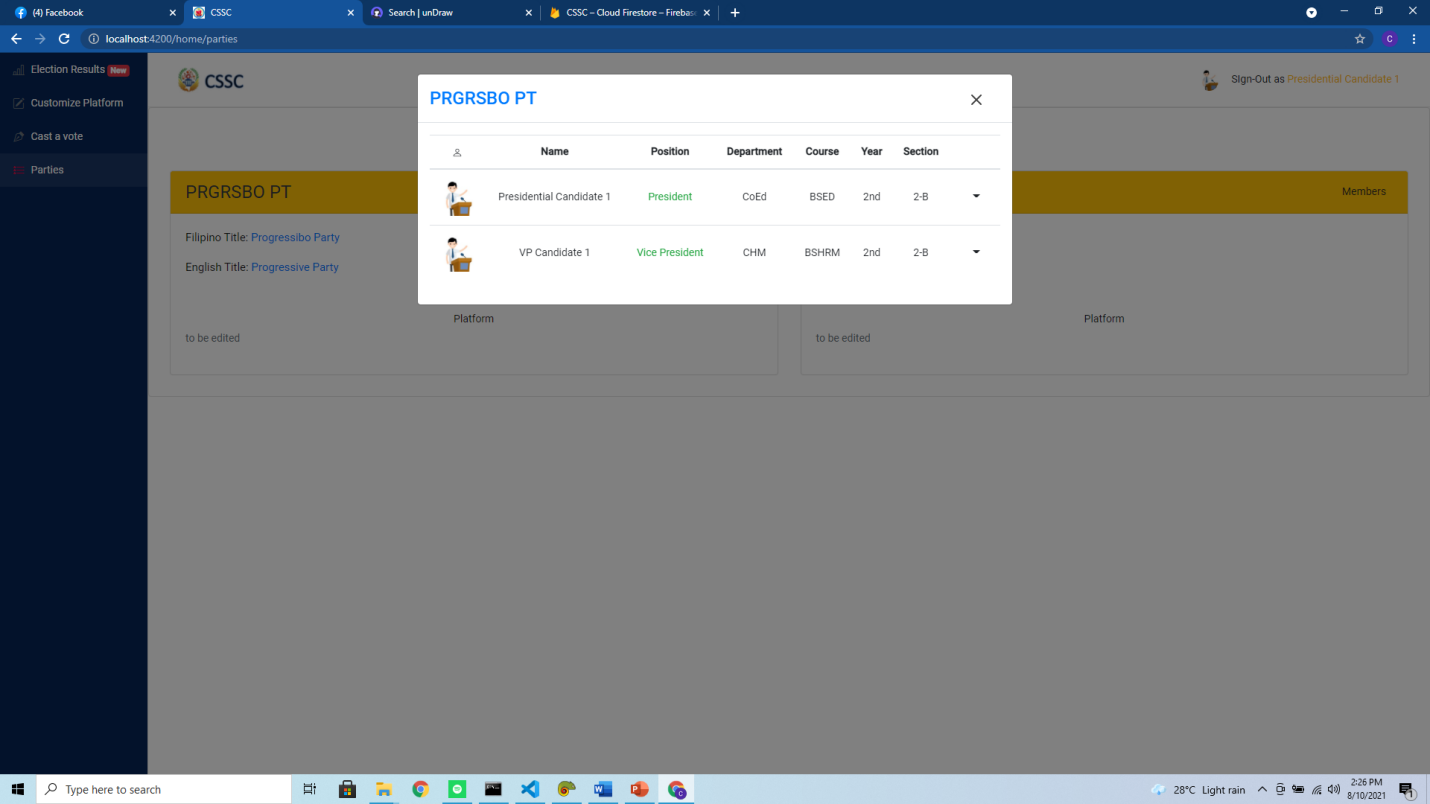 (4) Facebook
CSSC
Search | unDraw
CSSC – Cloud Firestore – Firebase
localhost:4200/home/parties
C
Election Results New
Customize Platform
Cast a vote
Parties
CSSC
SIgn-Out as Presidential Candidate 1
PRGRSBO PT
Name Position Department Course Year Section
Presidential Candidate 1 President CoEd BSED 2nd 2-B
VP Candidate 1 Vice President CHM BSHRM 2nd 2-B
PRGRSBO PT
Filipino Title: Progressibo Party
English Title: Progressive Party
Platform
to be edited
Members
Platform
to be edited
Type here to search
28°C Light rain
2:26 PM
8/10/2021
1